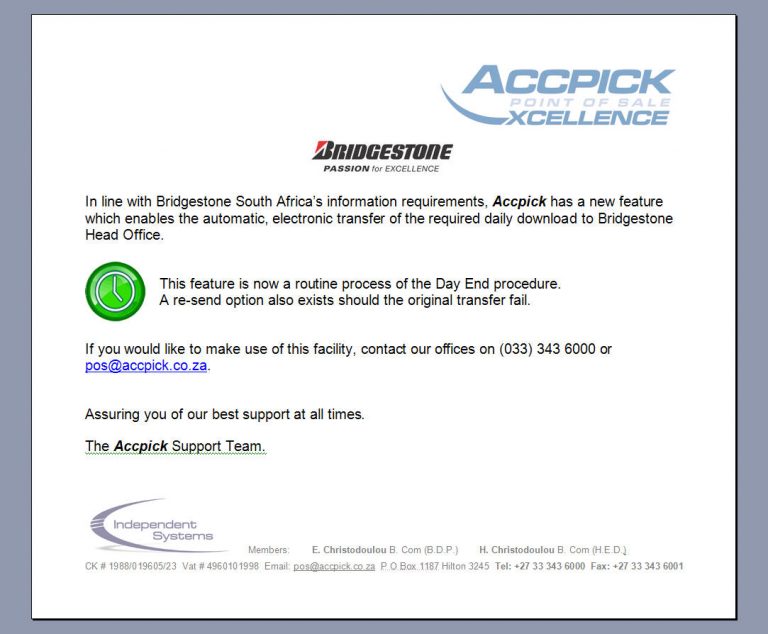 ACCPICK
POINT OF SALE
XCELLENCE
BRIDGESTONE
PASSION for EXCELLENCE
In line with Bridgestone South Africa's information requirements, Accpick has a new feature
which enables the automatic, electronic transfer of the required daily download to Bridgestone
Head Office.
This feature is now a routine process of the Day End procedure.
A re-send option also exists should the original transfer fail.
If you would like to make use of this facility, contact our offices on (033) 343 6000 or
pos@accpick.co.za.
Assuring you of our best support at all times.
The Accpick Support Team.
Independent
Systems
Members: E. Christodoulou B. Com (B.D.P.) H. Christodoulou B. Com (H.E.D.)
CK # 1988/019605/23 Vat # 4960101998 Email: pos@accpick.co.za P.O.Box 1187 Hilton 3245 Tel: +27 33 343 6000 Fax: +27 33 343 6001